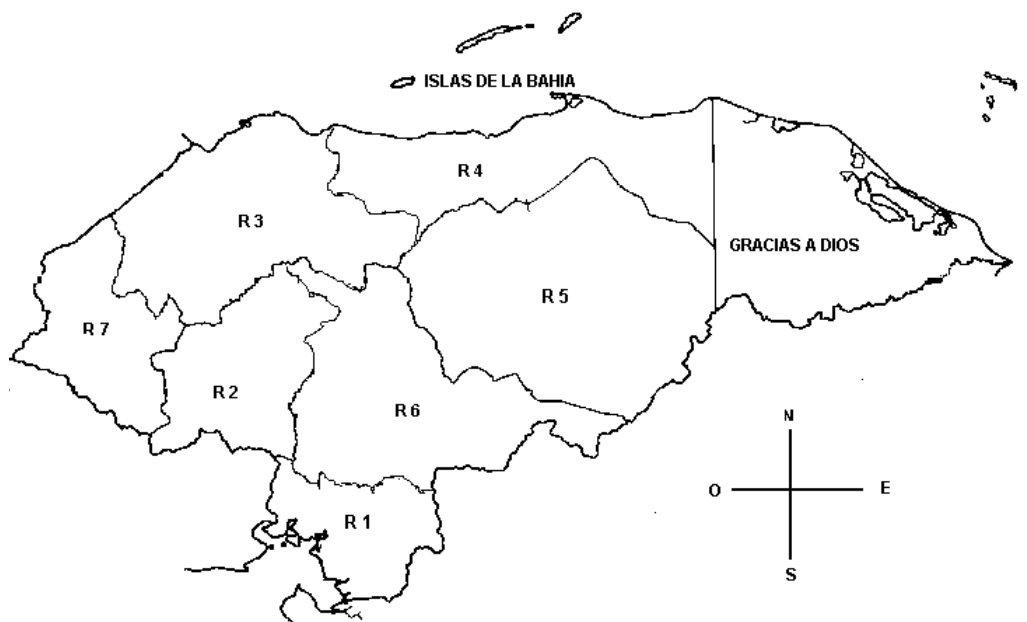 ISLAS DE LA BAHIA
R 4
R 3
GRACIAS A DIOS
R 5
R 7
R 2
R 6
N
O
E
R 1
S